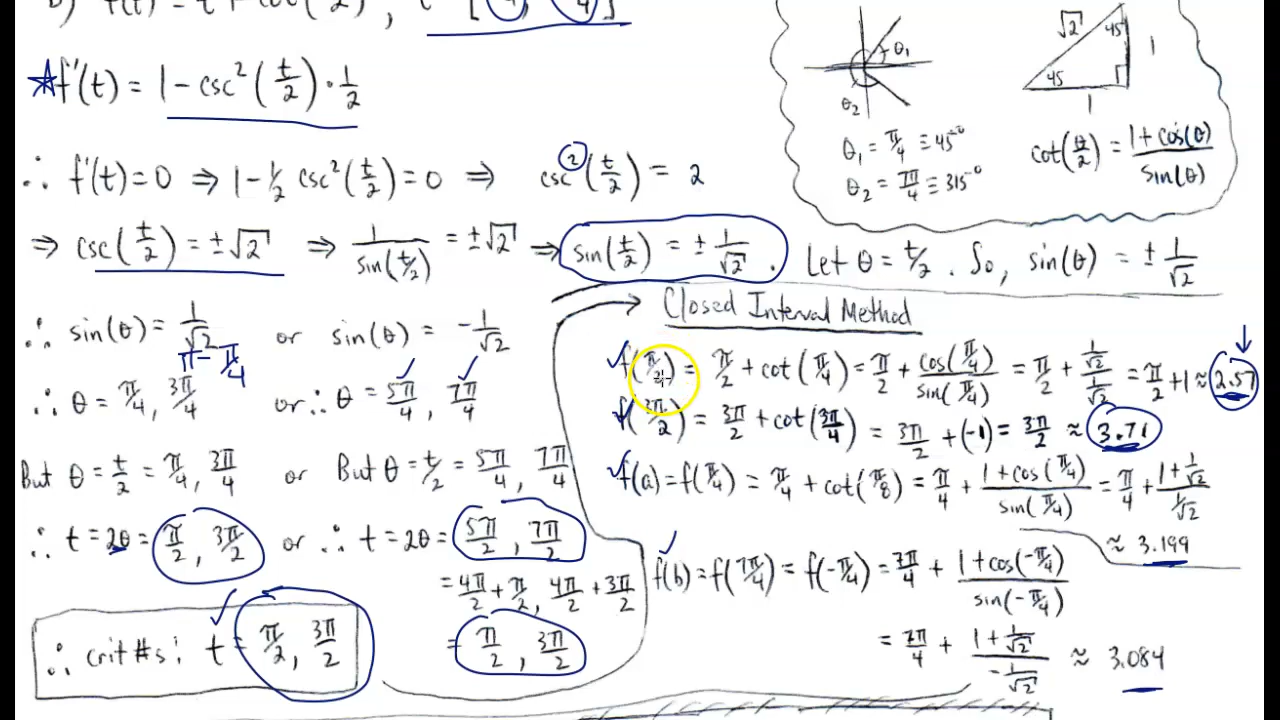 f'(t) = 1 - csc²(t/2)·1/2
∴ f'(t)=0 ⇒ 1-1/2 csc²(t/2)=0 ⇒ csc²(t/2) = 2
⇒ csc(t/2) = ±√2 ⇒ 1/sin(t/2) = ±√2 ⇒ sin(t/2) = ± 1/√2 . Let θ = t/2 . So, sin(θ) = ± 1/√2
∴ sin(θ) = 1/√2 or sin(θ) = -1/√2
π - π/4
∴ θ = π/4, 3π/4 or ∴ θ = 5π/4, 7π/4
But θ = t/2 = π/4, 3π/4 or But θ = t/2 = 5π/4, 7π/4
∴ t = 2θ = π/2, 3π/2 or ∴ t = 2θ = 5π/2, 7π/2
= 4π/2 + π/2, 4π/2 + 3π/2
= π/2, 3π/2
∴ crit #s: t = π/2, 3π/2
θ1
θ2
θ1 = π/4 ≡ 45°
θ2 = 7π/4 ≡ 315°
√2 45° 1
45
1
cot(θ/2) = 1+cos(θ)/sin(θ)
Closed Interval Method
f(π/2) = π/2 + cot(π/4) = π/2 + cos(π/4)/sin(π/4) = π/2 + 1/√2/1/√2 = π/2 + 1 ≈ 2.57
f(3π/2) = 3π/2 + cot(3π/4) = 3π/2 + (-1) = 3π/2 ≈ 3.71
f(a) = f(π/4) = π/4 + cot(π/8) = π/4 + 1+cos(π/4)/sin(π/4) = π/4 + 1+1/√2/1/√2
≈ 3.199
f(b) = f(7π/4) = f(-π/4) = 7π/4 + 1+cos(-π/4)/sin(-π/4)
= 7π/4 + 1+1/√2/-1/√2 ≈ 3.084